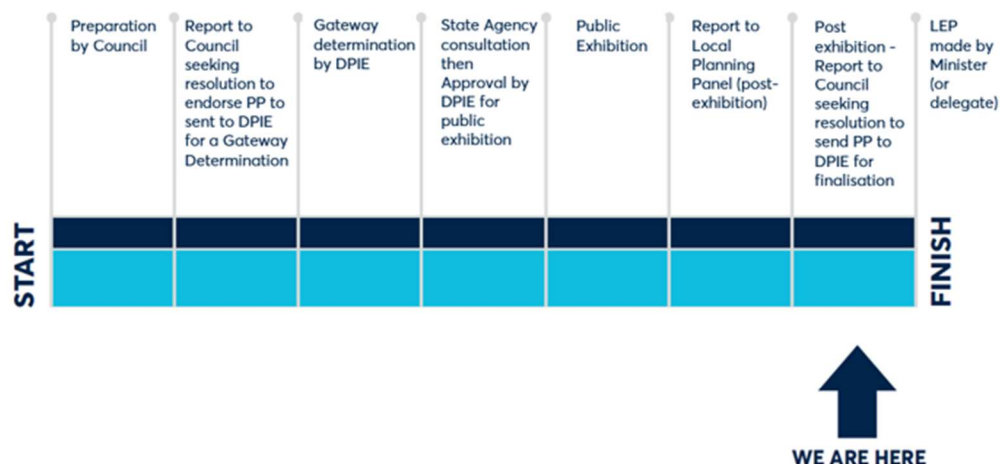 Preparation
by Council
Report to
Council
seeking
resolution to
endorse PP to
sent to DPIE
for a Gateway
Determination
Gateway
determination
by DPIE
State Agency
consultation
then
Approval by
DPIE for
public
exhibition
Public
Exhibition
Report to
Local
Planning
Panel (post-
exhibition)
Post
exhibition -
Report to
Council
seeking
resolution to
send PP to
DPIE for
finalisation
LEP
made by
Minister
(or
delegate)
START
FINISH
WE ARE HERE